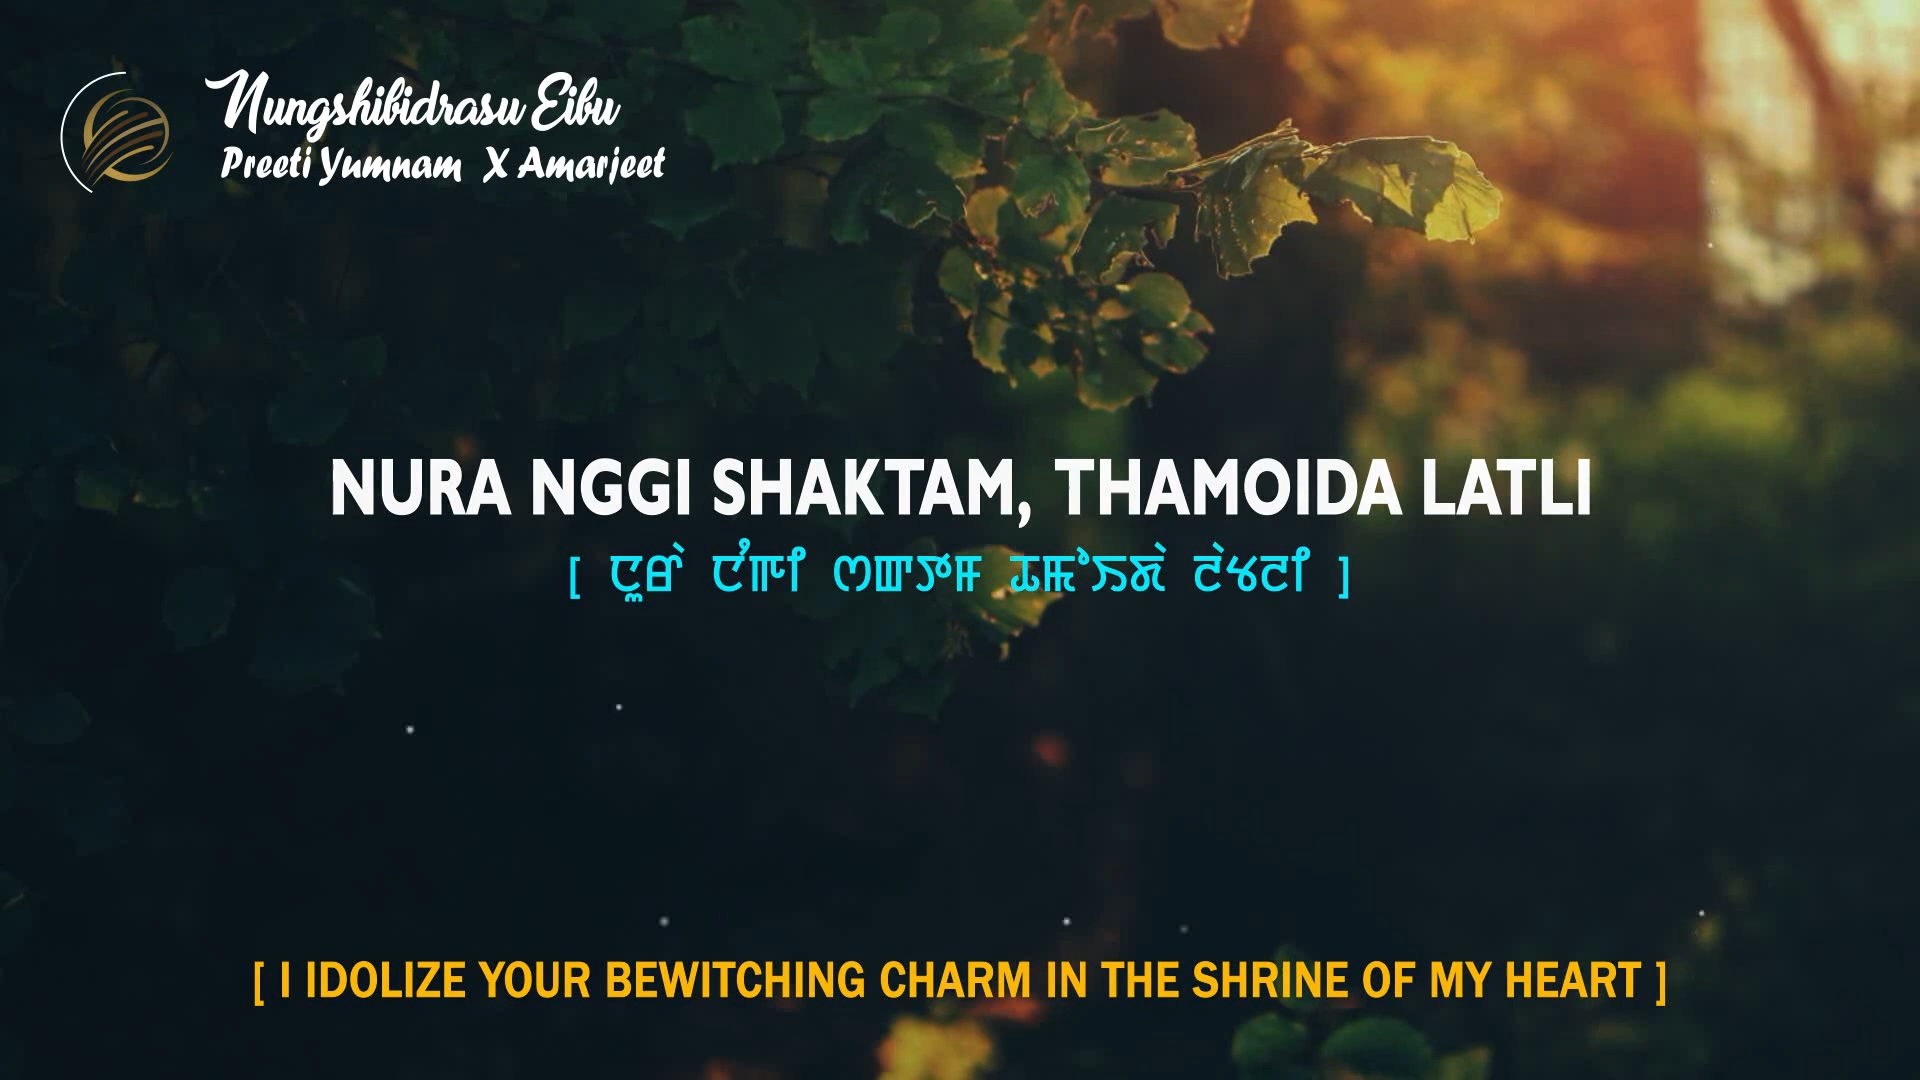 Nungshibidrasu Eibu
Preeti Yumnam X Amarjeet
NURA NGGI SHAKTAM, THAMOIDA LATLI
[ ꯅꯨꯔꯥ ꯅꯪꯒꯤ ꯁꯛꯇꯝ ꯊꯝꯣꯏꯗꯥ ꯂꯥꯠꯂꯤ ]
[ I IDOLIZE YOUR BEWITCHING CHARM IN THE SHRINE OF MY HEART ]